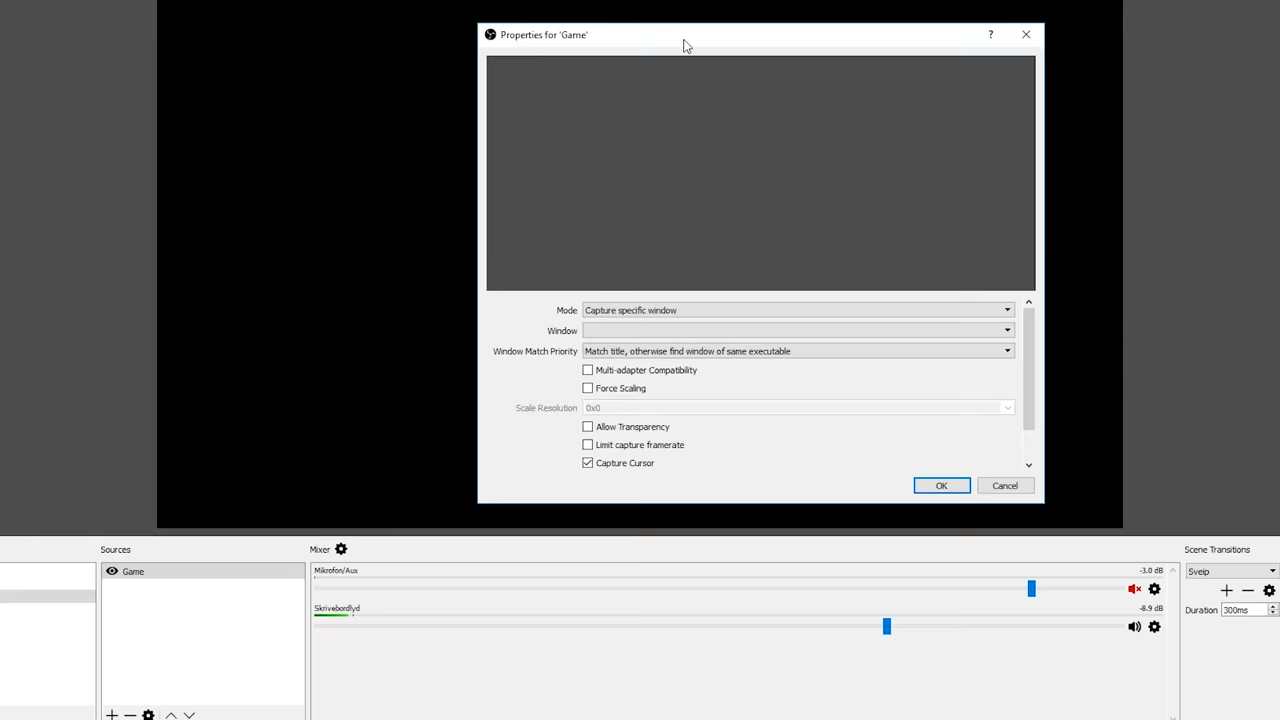 Properties for 'Game'
?
Mode Capture specific window
Window
Window Match Priority Match title, otherwise find window of same executable
Multi-adapter Compatibility
Force Scaling
Scale Resolution 0x0
Allow Transparency
Limit capture framerate
Capture Cursor
OK Cancel
Sources
Game
Mixer
Mikrofon/Aux -3.0 dB
Skrivebordlyd -8.9 dB
Scene Transitions
Sveip
Duration 300ms